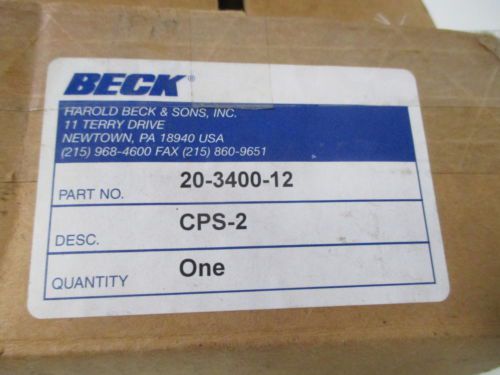 BECK®
HAROLD BECK & SONS, INC.
11 TERRY DRIVE
NEWTOWN, PA 18940 USA
(215) 968-4600 FAX (215) 860-9651
PART NO. 20-3400-12
DESC. CPS-2
QUANTITY One